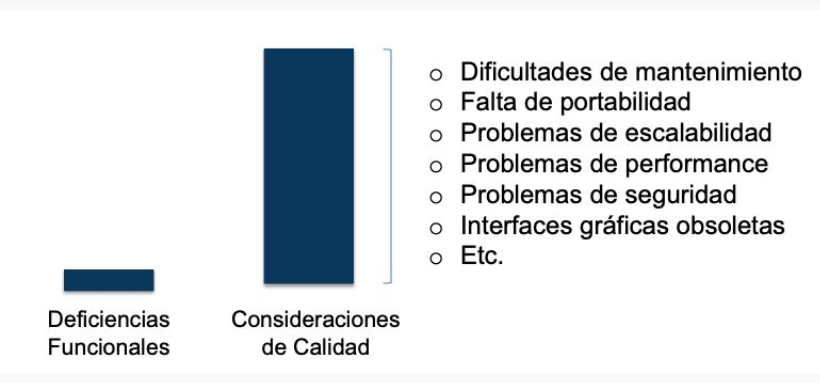 Dificultades de mantenimiento
Falta de portabilidad
Problemas de escalabilidad
Problemas de performance
Problemas de seguridad
Interfaces gráficas obsoletas
Etc.
Deficiencias
Funcionales
Consideraciones
de Calidad